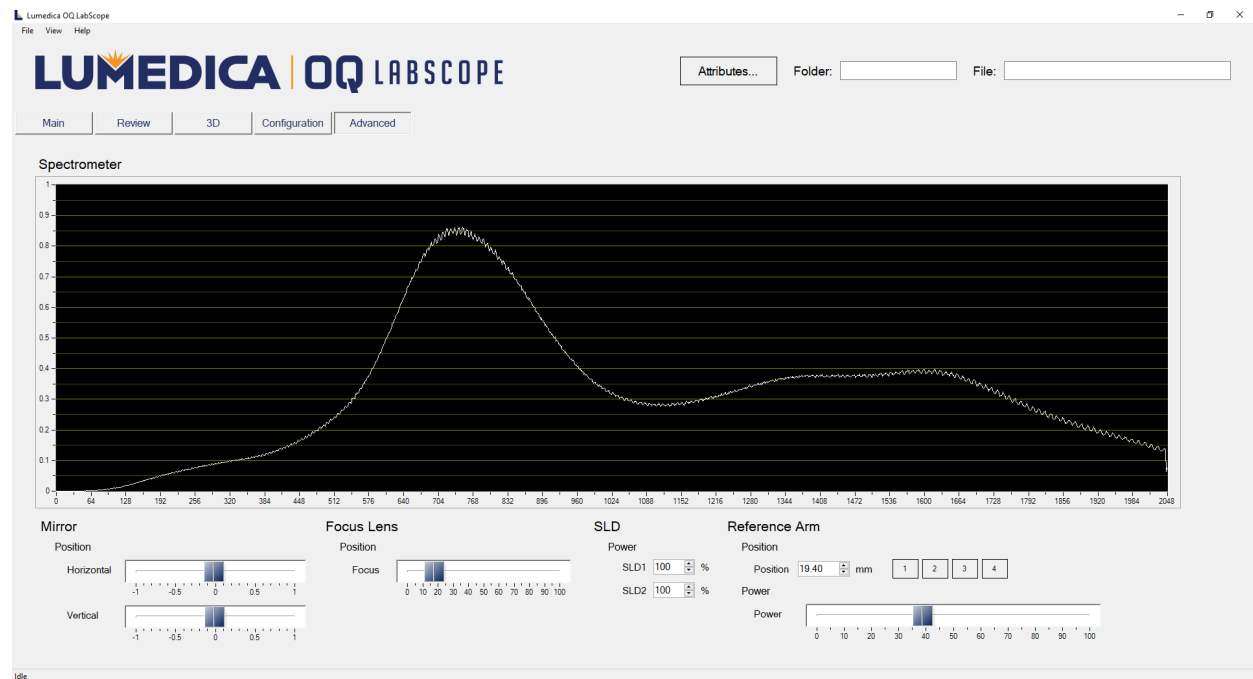 Lumedica OQ LabScope
File View Help
LUMEDICA | OQ LABSCOPE
Attributes... Folder: File:
Main Review 3D Configuration Advanced
Spectrometer
1
0.9
0.8
0.7
0.6
0.5
0.4
0.3
0.2
0.1
0
0 64 128 192 256 320 384 448 512 576 640 704 768 832 896 960 1024 1088 1152 1216 1280 1344 1408 1472 1536 1600 1664 1728 1792 1856 1920 1984 2048
Mirror Focus Lens SLD Reference Arm
Position Position Power Position
Horizontal Focus SLD1 100 % Position 19.40 mm 1 2 3 4
-1 -0.5 0 0.5 1 0 10 20 30 40 50 60 70 80 90 100 SLD2 100 % Power
Vertical Power
-1 -0.5 0 0.5 1 0 10 20 30 40 50 60 70 80 90 100
Idle